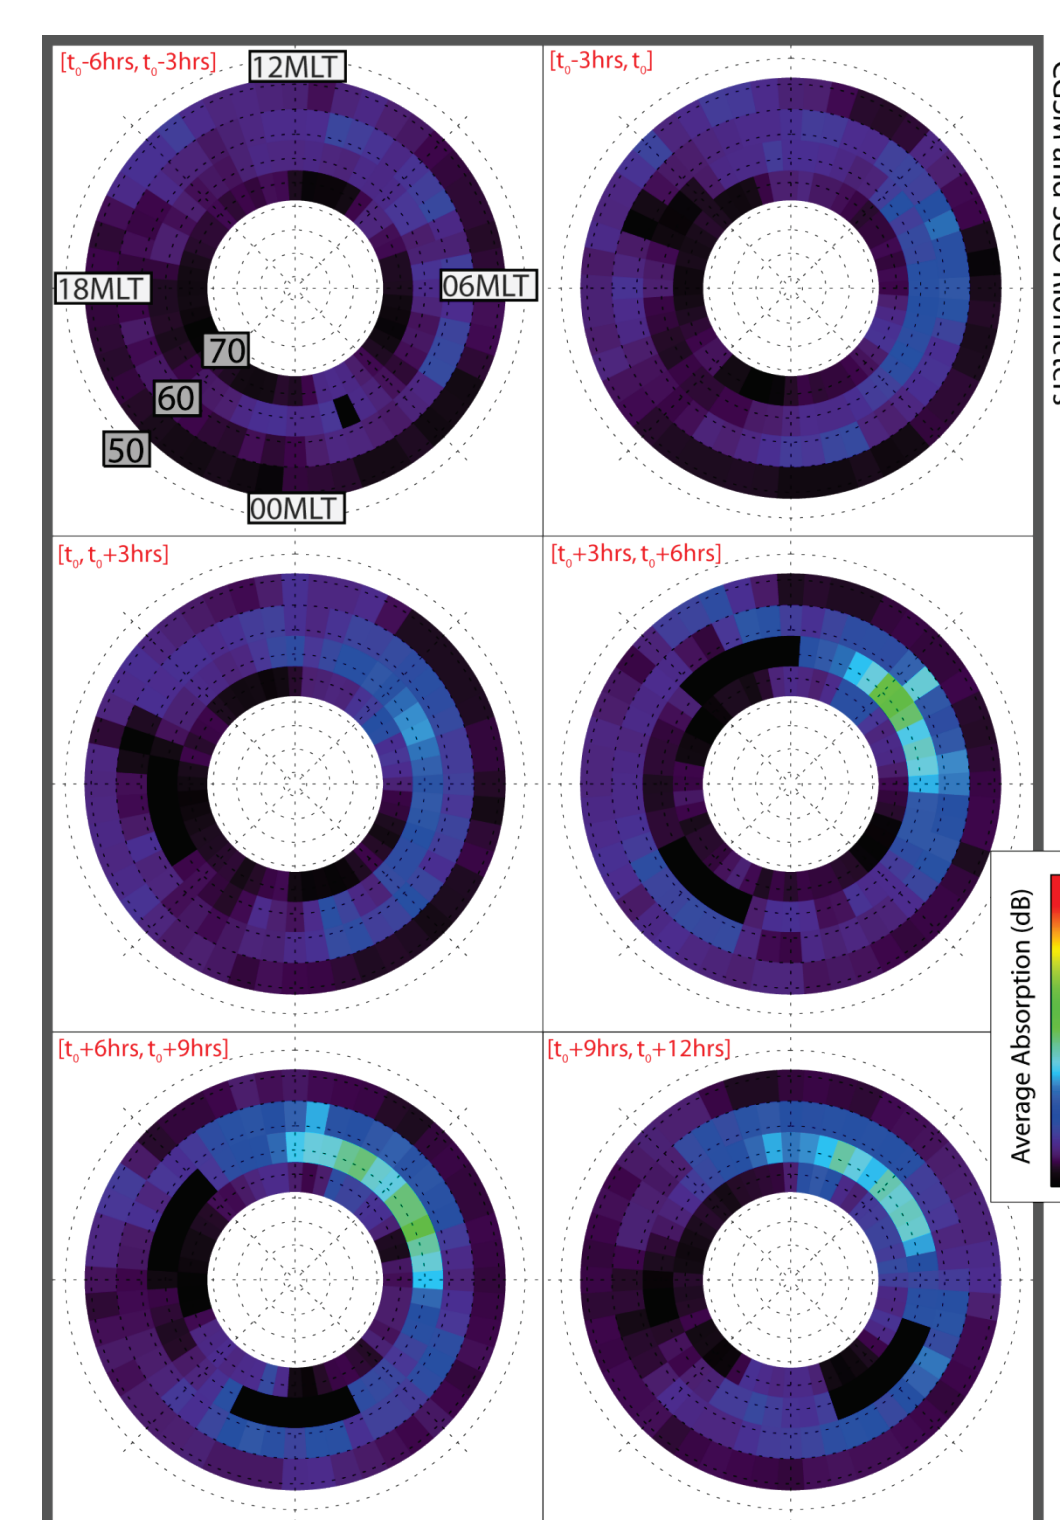 [t0-6hrs, t0-3hrs]
12MLT
18MLT
06MLT
70
60
50
00MLT
[t0-3hrs, t0]
[t0, t0+3hrs]
[t0+3hrs, t0+6hrs]
[t0+6hrs, t0+9hrs]
[t0+9hrs, t0+12hrs]
Average Absorption (dB)